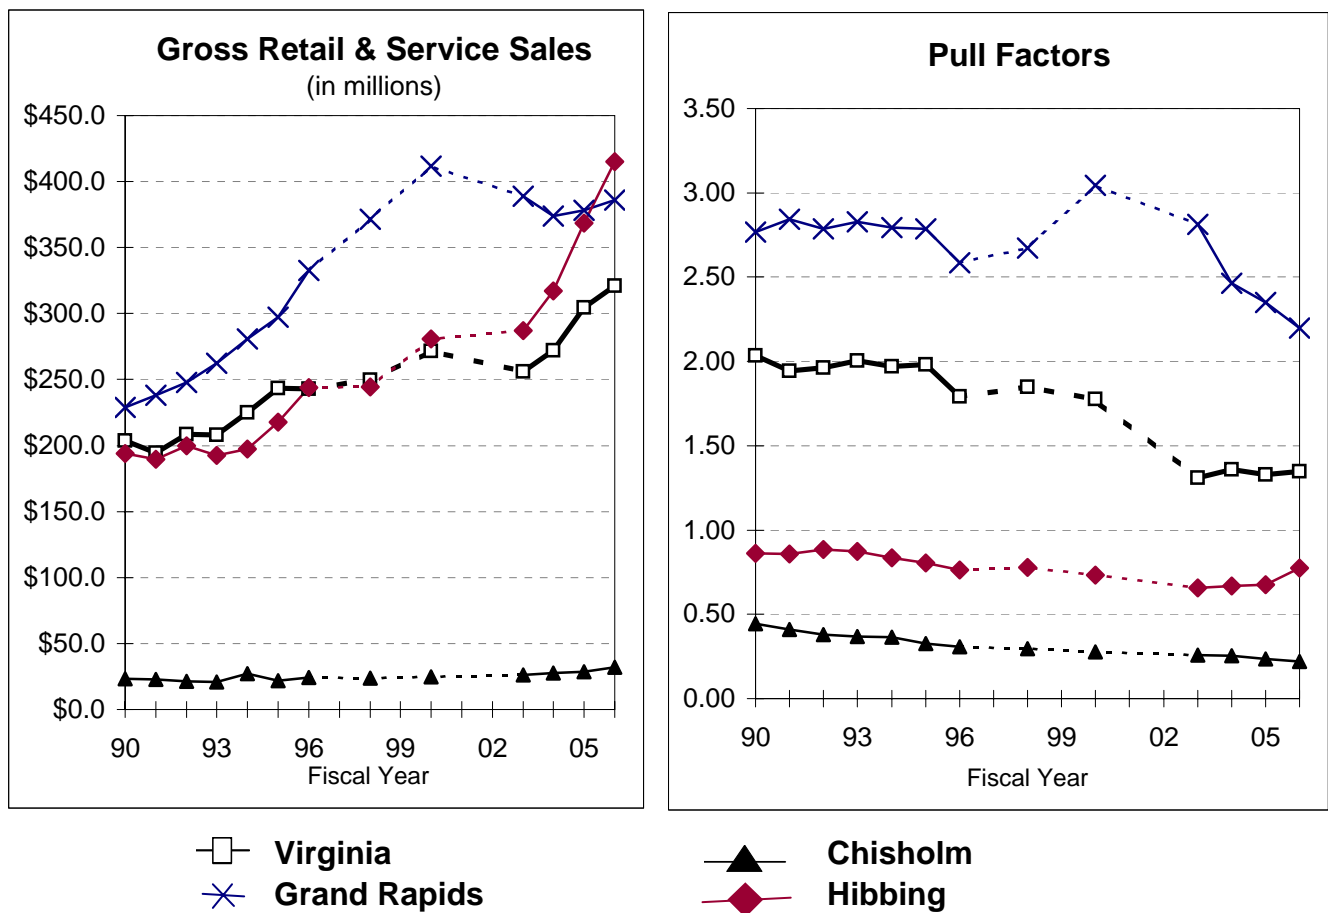 Gross Retail & Service Sales
(in millions)
$450.0
$400.0
$350.0
$300.0
$250.0
$200.0
$150.0
$100.0
$50.0
$0.0
90 93 96 99 02 05
Fiscal Year
Pull Factors
3.50
3.00
2.50
2.00
1.50
1.00
0.50
0.00
90 93 96 99 02 05
Fiscal Year
Virginia
Grand Rapids
Chisholm
Hibbing